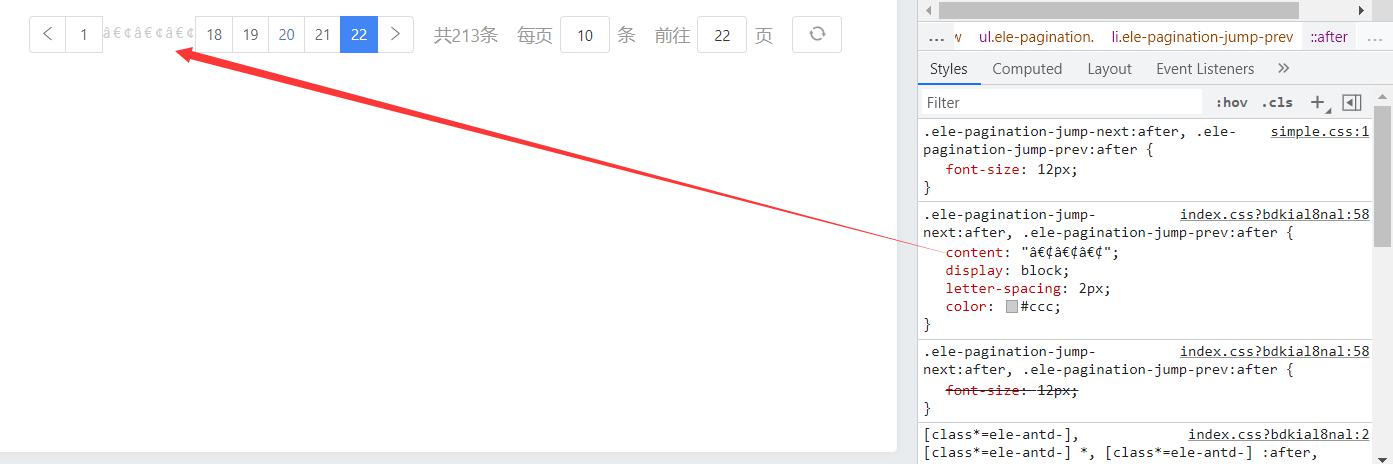 1 â€¢â€¢â€¢ 18 19 20 21 22 共213条 每页 10 条 前往 22 页
... w ul.ele-pagination. li.ele-pagination-jump-prev ::after ...
Styles Computed Layout Event Listeners »
Filter :hov .cls +
.ele-pagination-jump-next:after, .ele- simple.css:1
pagination-jump-prev:after {
font-size: 12px;
}
.ele-pagination-jump- index.css?bdkial8nal:58
next:after, .ele-pagination-jump-prev:after {
content: "â€¢â€¢â€¢";
display: block;
letter-spacing: 2px;
color: #ccc;
}
.ele-pagination-jump- index.css?bdkial8nal:58
next:after, .ele-pagination-jump-prev:after {
font-size: 12px;
}
[class*=ele-antd-], index.css?bdkial8nal:2
[class*=ele-antd-] *, [class*=ele-antd-] :after,